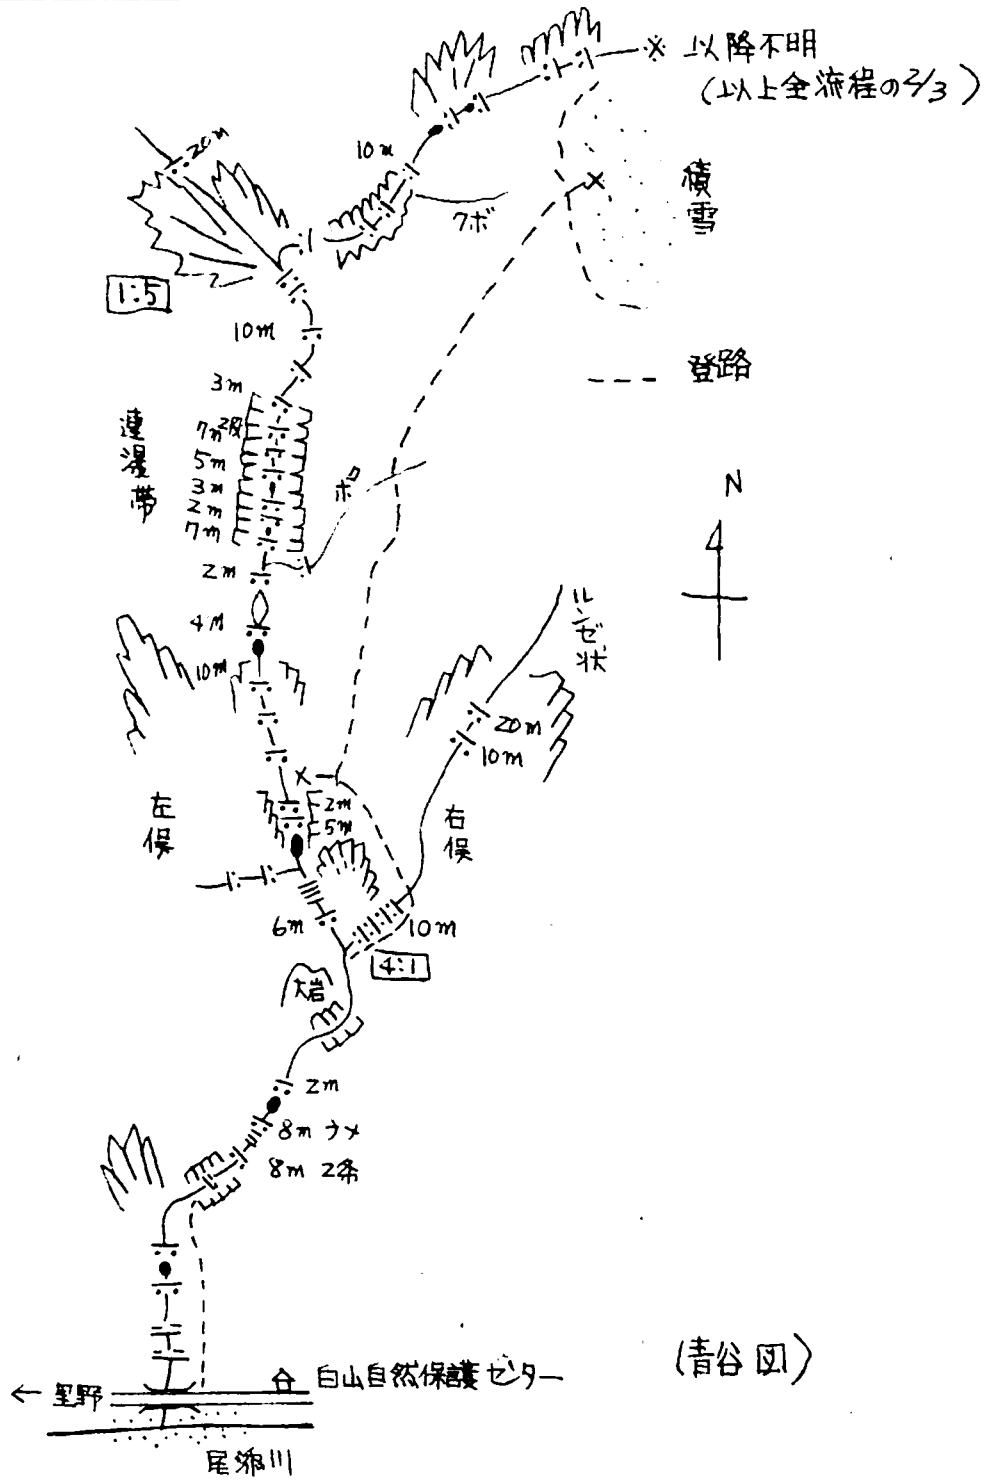 ※ 以降不明
(以上全流程の2/3)
20m
10m
クボ
積雪
1:5
10m
登路
3m
連瀑帯
7m2段
5m
3m
2m
7m
N
2m
4M
10m
ルンゼ状
20m
10m
左俣
2m
5m
右俣
6m
10m
4:1
大岩
2m
8m ナメ
8m 2条
(青谷図)
白山自然保護センター
← 里野
尾添川